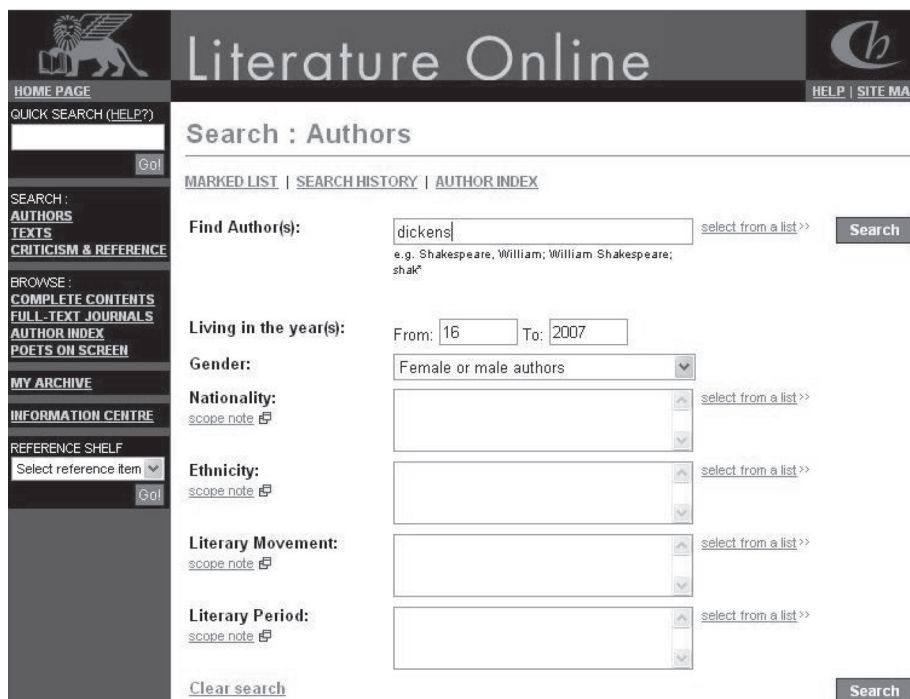 Literature Online
HOME PAGE
HELP | SITE MA
QUICK SEARCH (HELP?)
Go!
SEARCH :
AUTHORS
TEXTS
CRITICISM & REFERENCE
BROWSE :
COMPLETE CONTENTS
FULL-TEXT JOURNALS
AUTHOR INDEX
POETS ON SCREEN
MY ARCHIVE
INFORMATION CENTRE
REFERENCE SHELF
Select reference item
Go!
Search : Authors
MARKED LIST | SEARCH HISTORY | AUTHOR INDEX
Find Author(s): dickens select from a list>> Search
e.g. Shakespeare, William; William Shakespeare;
shak*
Living in the year(s): From: 16 To: 2007
Gender: Female or male authors
Nationality: select from a list>>
scope note
Ethnicity: select from a list>>
scope note
Literary Movement: select from a list>>
scope note
Literary Period: select from a list>>
scope note
Clear search Search